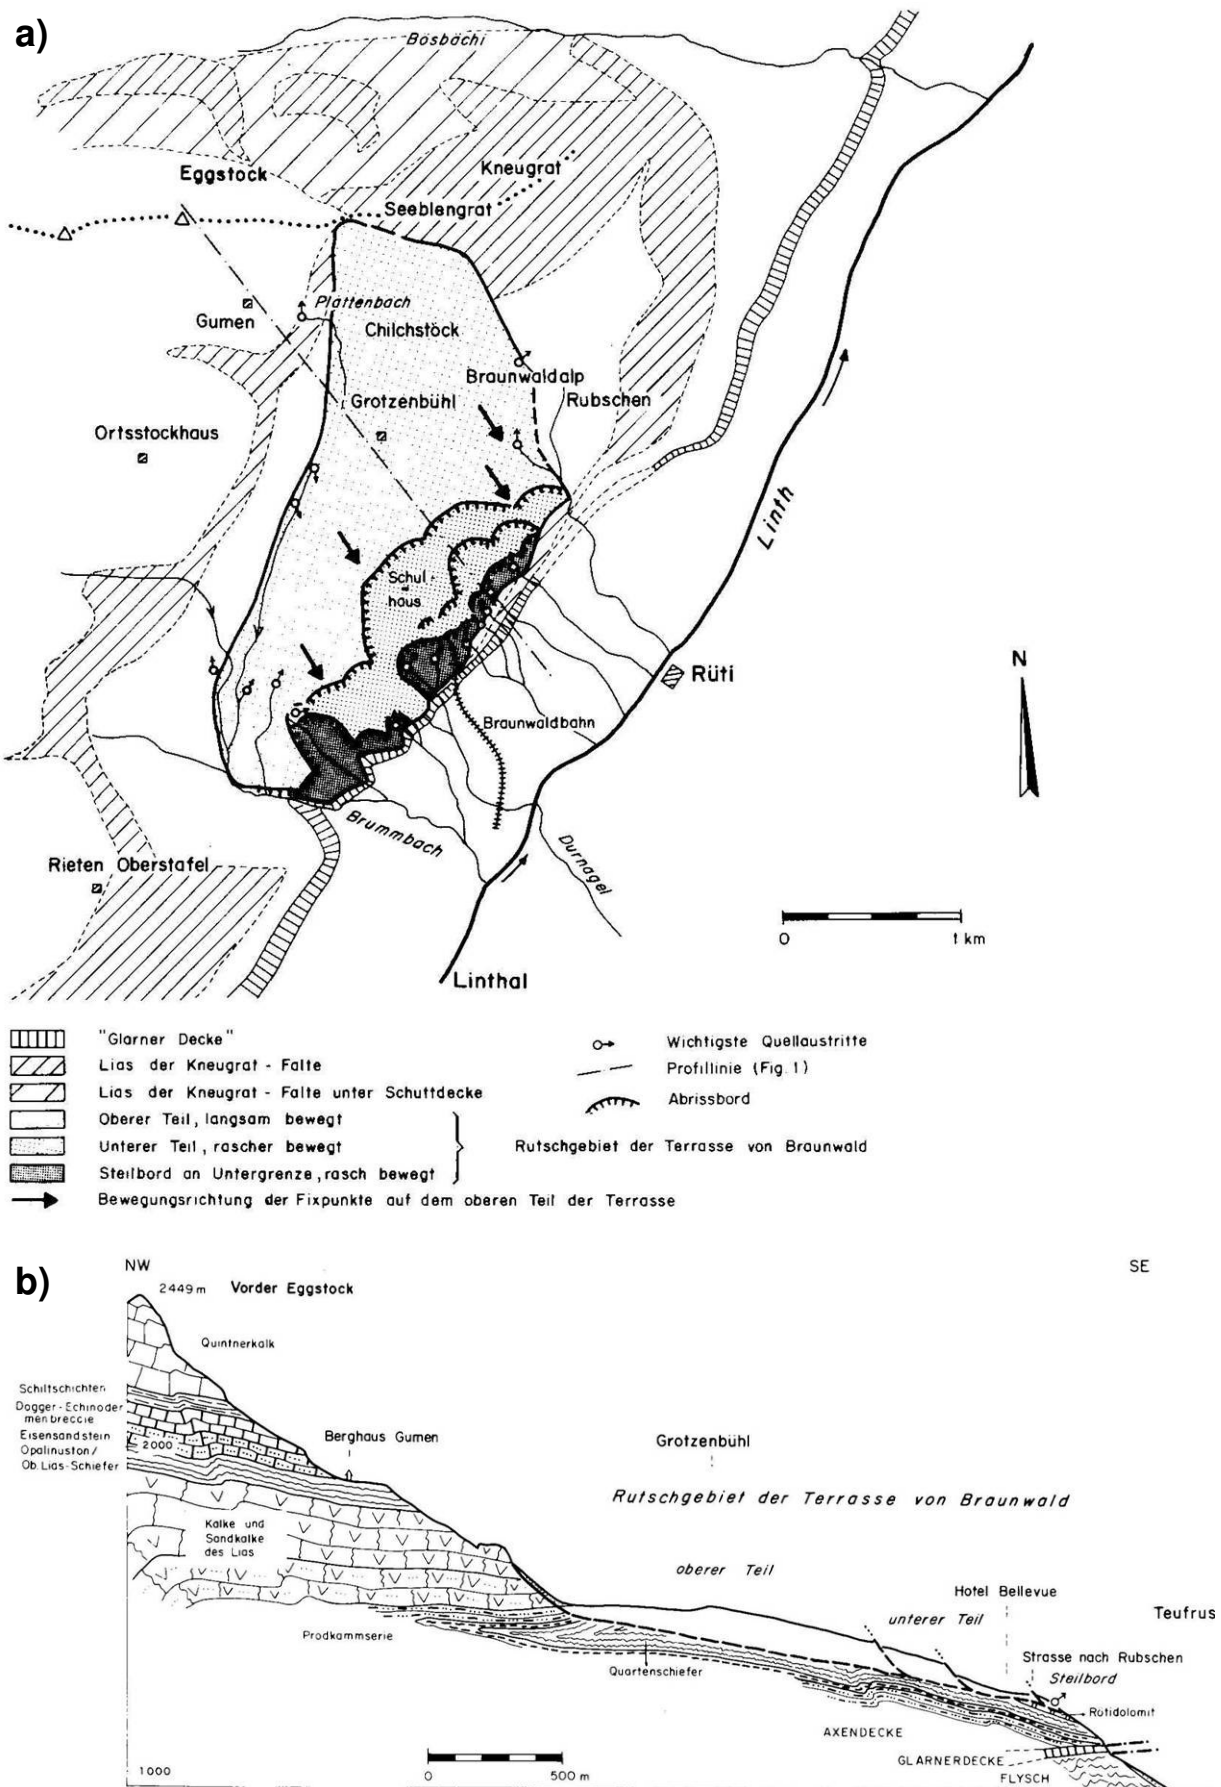 a)
Bösbächi
Kneugrat
Eggstock
Seeblengrat
Plattenbach
Gumen
Chilchstöck
Braunwaldalp
Grotzenbühl
Rubschen
Ortsstockhaus
Linth
Schul-
haus
N
Rüti
Braunwaldbahn
Brummbach
Durnagel
Rieten Oberstafel
0 1 km
Linthal
"Glarner Decke"
Lias der Kneugrat - Falte
Lias der Kneugrat - Falte unter Schuttdecke
Oberer Teil, langsam bewegt
Unterer Teil, rascher bewegt
Steilbord an Untergrenze, rasch bewegt
Bewegungsrichtung der Fixpunkte auf dem oberen Teil der Terrasse
Wichtigste Quellaustritte
Profillinie (Fig. 1)
Abrissbord
Rutschgebiet der Terrasse von Braunwald
b)
NW
SE
2449 m Vorder Eggstock
Quintnerkalk
Schiltschichten
Dogger-Echinoder
menbreccie
Eisensandstein
Opalinuston/
Ob. Lias-Schiefer
2000
Berghaus Gumen
Grotzenbühl
Rutschgebiet der Terrasse von Braunwald
Kalke und
Sandkalke
des Lias
oberer Teil
Hotel Bellevue
unterer Teil
Teufrus
Prodkammserie
Quartenschiefer
Strasse nach Rubschen
Steilbord
Rötidolomit
AXENDECKE
GLARNERDECKE
FLYSCH
1000
0 500 m